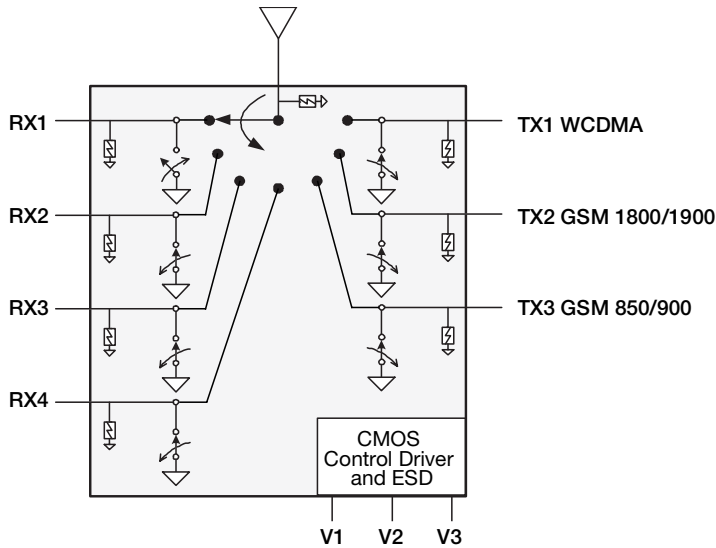 RX1
TX1 WCDMA
RX2
TX2 GSM 1800/1900
RX3
TX3 GSM 850/900
RX4
CMOS
Control Driver
and ESD
V1
V2
V3